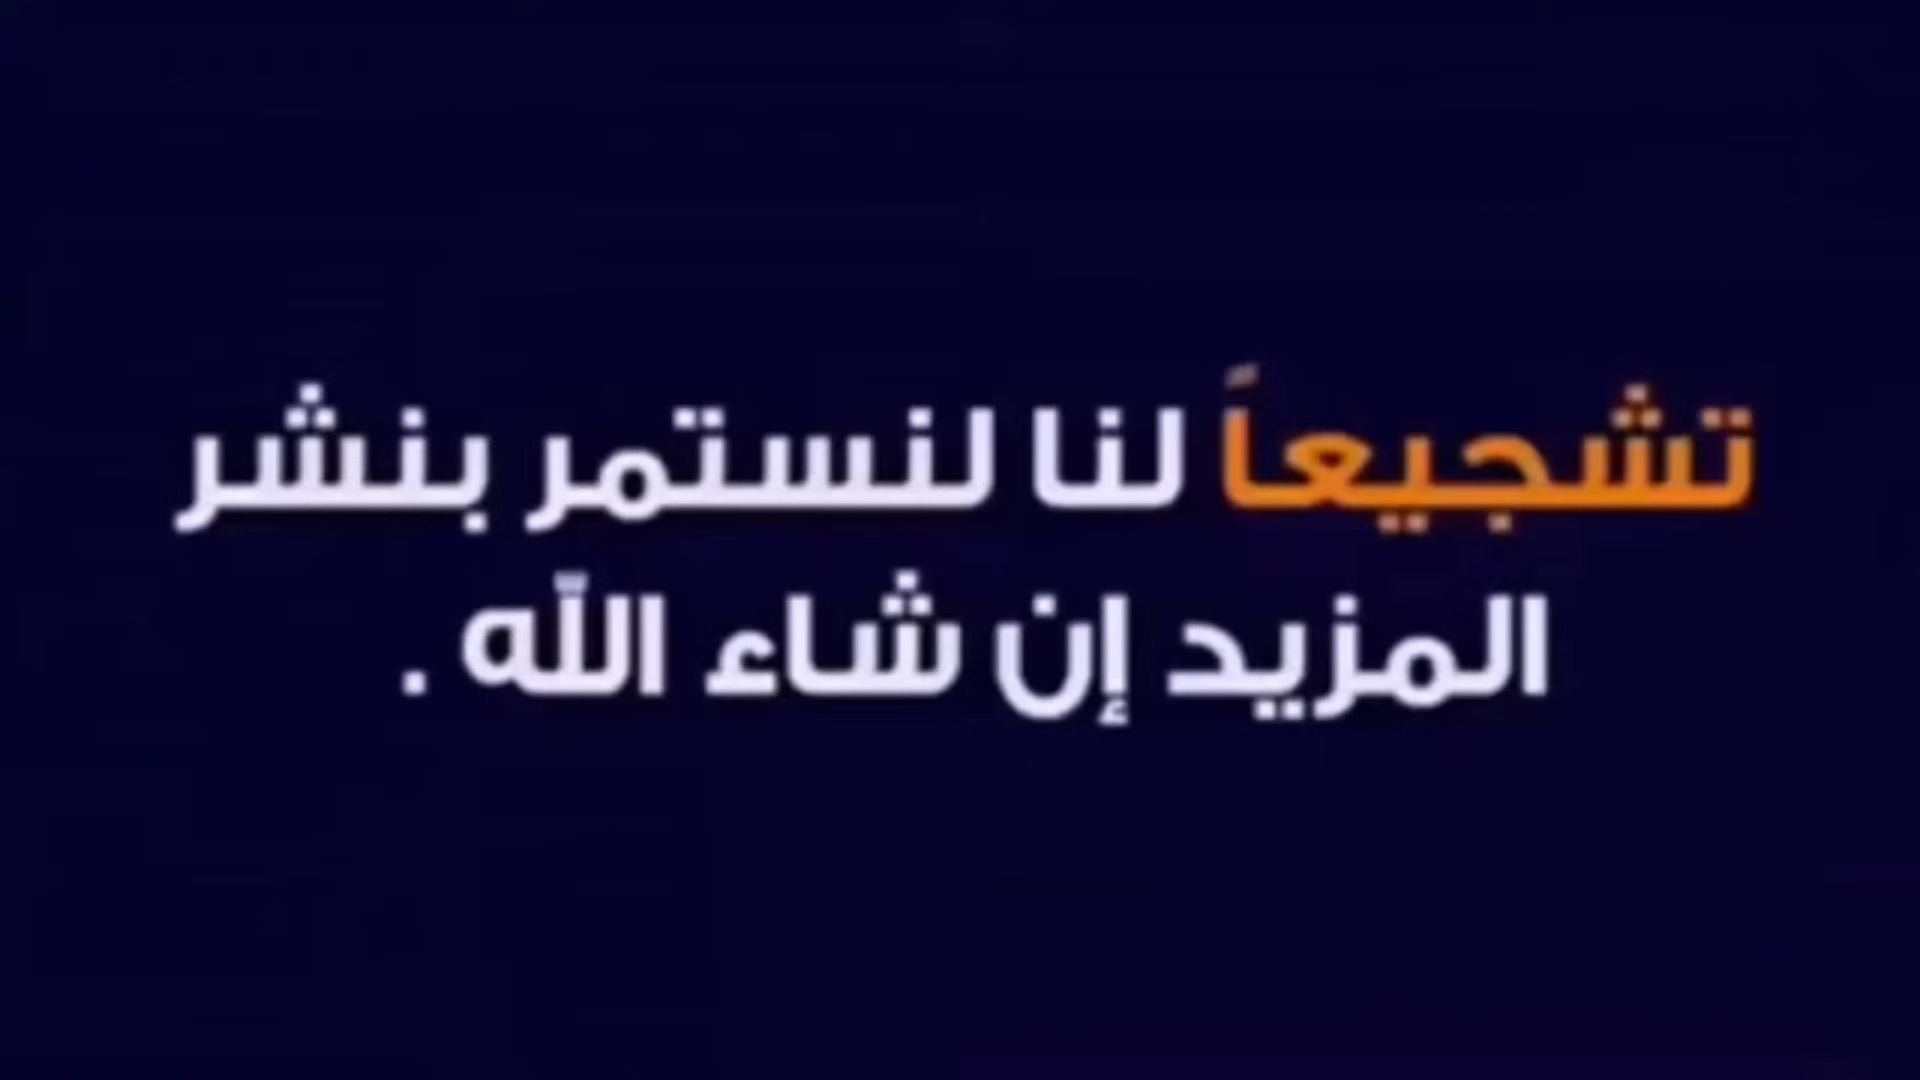 تشجيعاً لنا لنستمر بنشر
المزيد إن شاء الله .